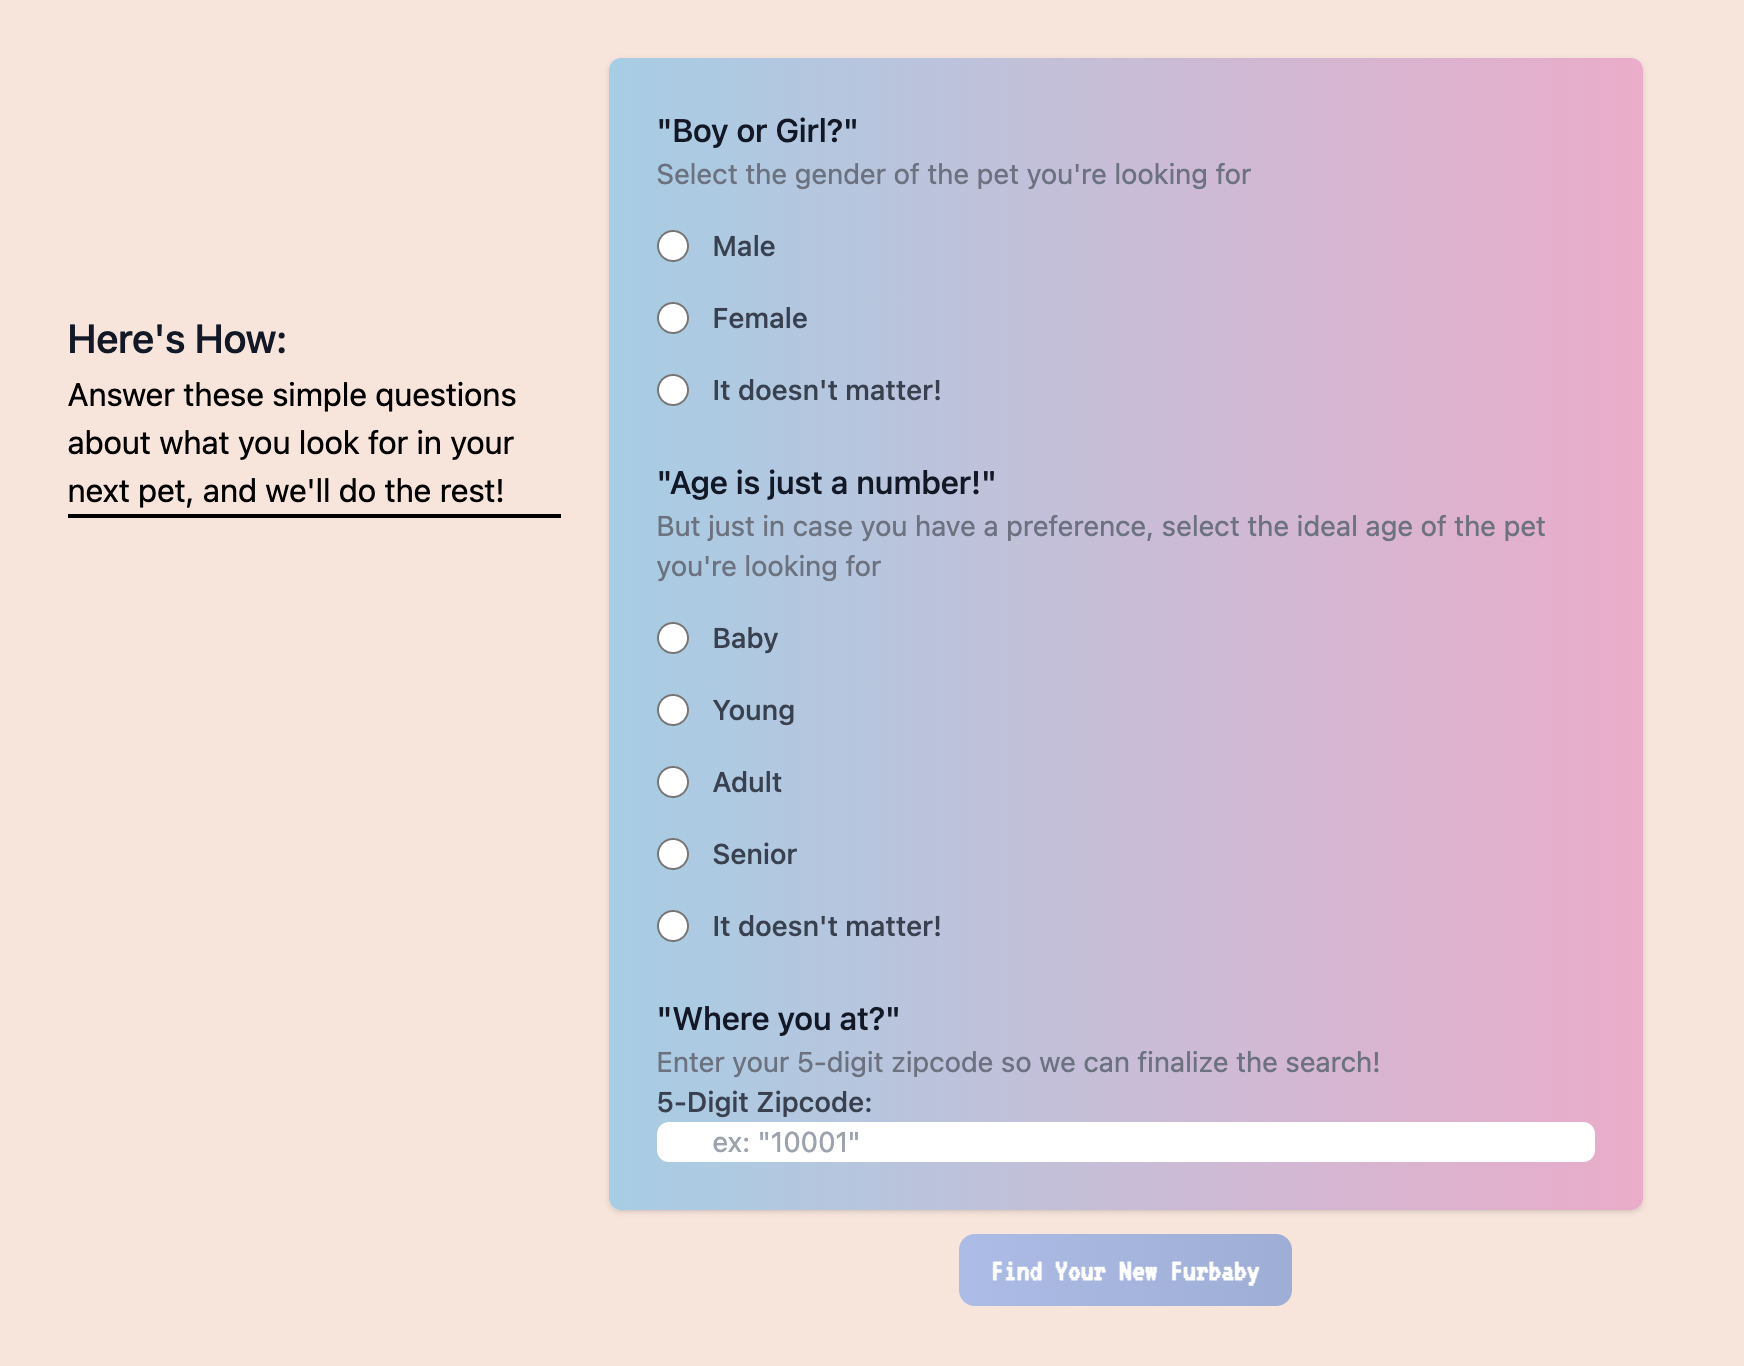 Here's How:
Answer these simple questions
about what you look for in your
next pet, and we'll do the rest!
"Boy or Girl?"
Select the gender of the pet you're looking for
Male
Female
It doesn't matter!
"Age is just a number!"
But just in case you have a preference, select the ideal age of the pet
you're looking for
Baby
Young
Adult
Senior
It doesn't matter!
"Where you at?"
Enter your 5-digit zipcode so we can finalize the search!
5-Digit Zipcode:
ex: "10001"
Find Your New Furbaby